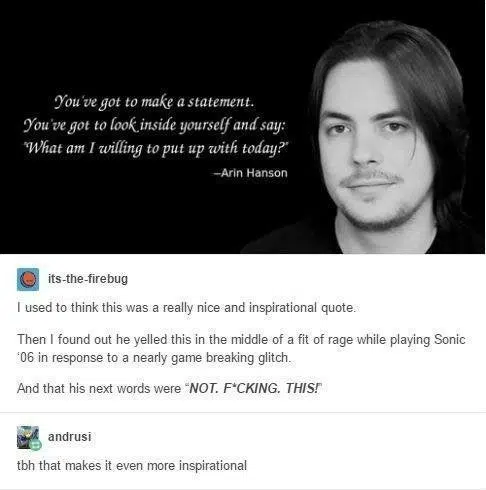 You've got to make a statement.
You've got to look inside yourself and say:
"What am I willing to put up with today?"
—Arin Hanson
its-the-firebug
I used to think this was a really nice and inspirational quote.
Then I found out he yelled this in the middle of a fit of rage while playing Sonic
'06 in response to a nearly game breaking glitch.
And that his next words were "NOT. F*CKING. THIS!"
andrusi
tbh that makes it even more inspirational